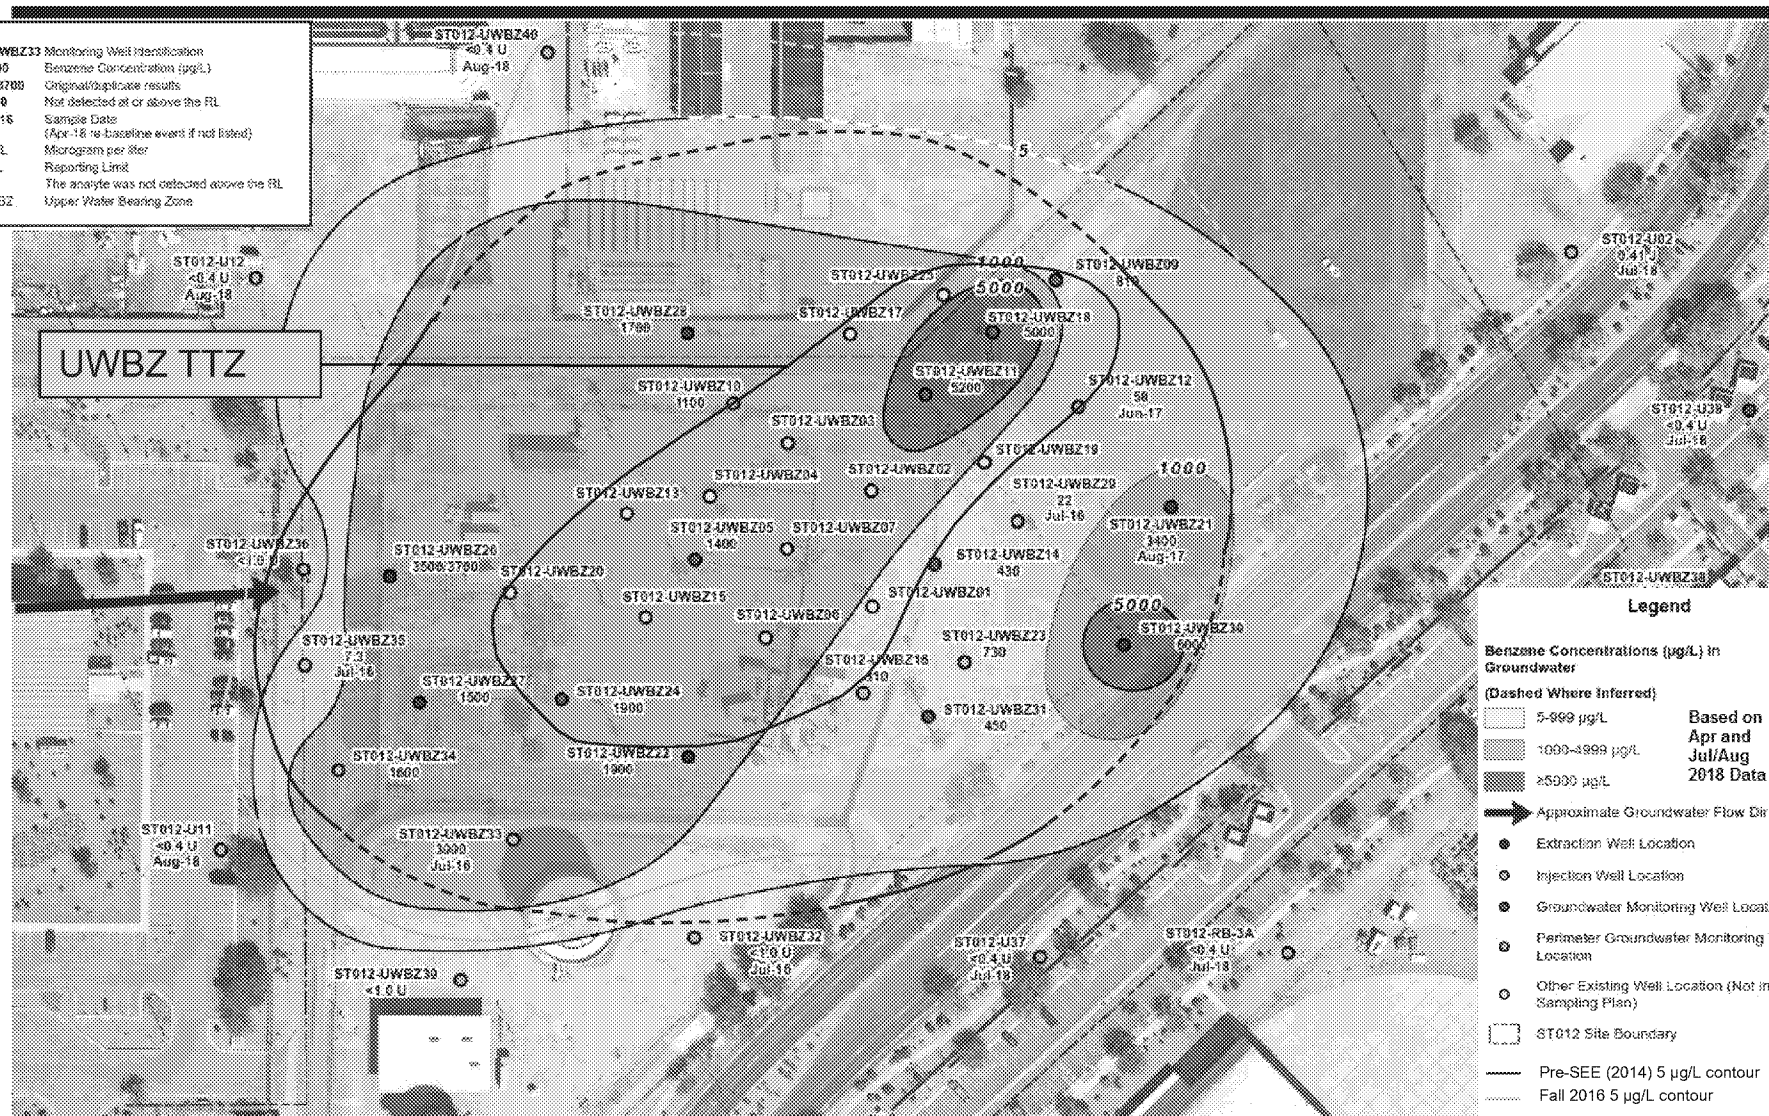 WBZ33 Monitoring Well Identification
Benzene Concentration (µg/L)
3700 Original/duplicate results
Not detected at or above the RL
16 Sample Date
(Apr-18 re-baseline event if not listed)
Microgram per liter
Reporting Limit
The analyte was not detected above the RL
Upper Water Bearing Zone
ST012-UWBZ40
<0.4 U
Aug-18
5
ST012-U12
<0.4 U
Aug-18
ST012-U02
0.41 J
Jul-18
1000
ST012-UWBZ09
810
ST012-UWBZ25
5000
ST012-UWBZ28
1700
ST012-UWBZ17
ST012-UWBZ18
5000
UWBZ TTZ
ST012-UWBZ10
1100
ST012-UWBZ11
5200
ST012-UWBZ12
58
Jun-17
ST012-U38
<0.4 U
Jul-18
ST012-UWBZ03
ST012-UWBZ19
ST012-UWBZ04
ST012-UWBZ02
1000
ST012-UWBZ13
ST012-UWBZ29
22
Jul-16
ST012-UWBZ05
1400
ST012-UWBZ07
ST012-UWBZ21
3400
Aug-17
ST012-UWBZ36
<1.0 U
ST012-UWBZ26
3500/3700
ST012-UWBZ20
ST012-UWBZ14
430
ST012-UWBZ38
ST012-UWBZ15
ST012-UWBZ01
5000
ST012-UWBZ06
ST012-UWBZ30
ST012-UWBZ35
7.3
Jul-16
ST012-UWBZ23
730
ST012-UWBZ16
310
ST012-UWBZ27
1500
ST012-UWBZ24
1900
ST012-UWBZ31
450
ST012-UWBZ34
1600
ST012-UWBZ22
1900
ST012-U11
<0.4 U
Aug-18
ST012-UWBZ33
3000
Jul-16
ST012-UWBZ32
<1.0 U
Jul-16
ST012-U37
<0.4 U
Jul-18
ST012-RB-3A
<0.4 U
Jul-18
ST012-UWBZ39
<1.0 U
Legend
Benzene Concentrations (µg/L) in
Groundwater
(Dashed Where Inferred)
5-999 µg/L
1000-4999 µg/L
≥5000 µg/L
Based on
Apr and
Jul/Aug
2018 Data
Approximate Groundwater Flow Dir
Extraction Well Location
Injection Well Location
Groundwater Monitoring Well Locat
Perimeter Groundwater Monitoring
Location
Other Existing Well Location (Not in
Sampling Plan)
ST012 Site Boundary
Pre-SEE (2014) 5 µg/L contour
Fall 2016 5 µg/L contour